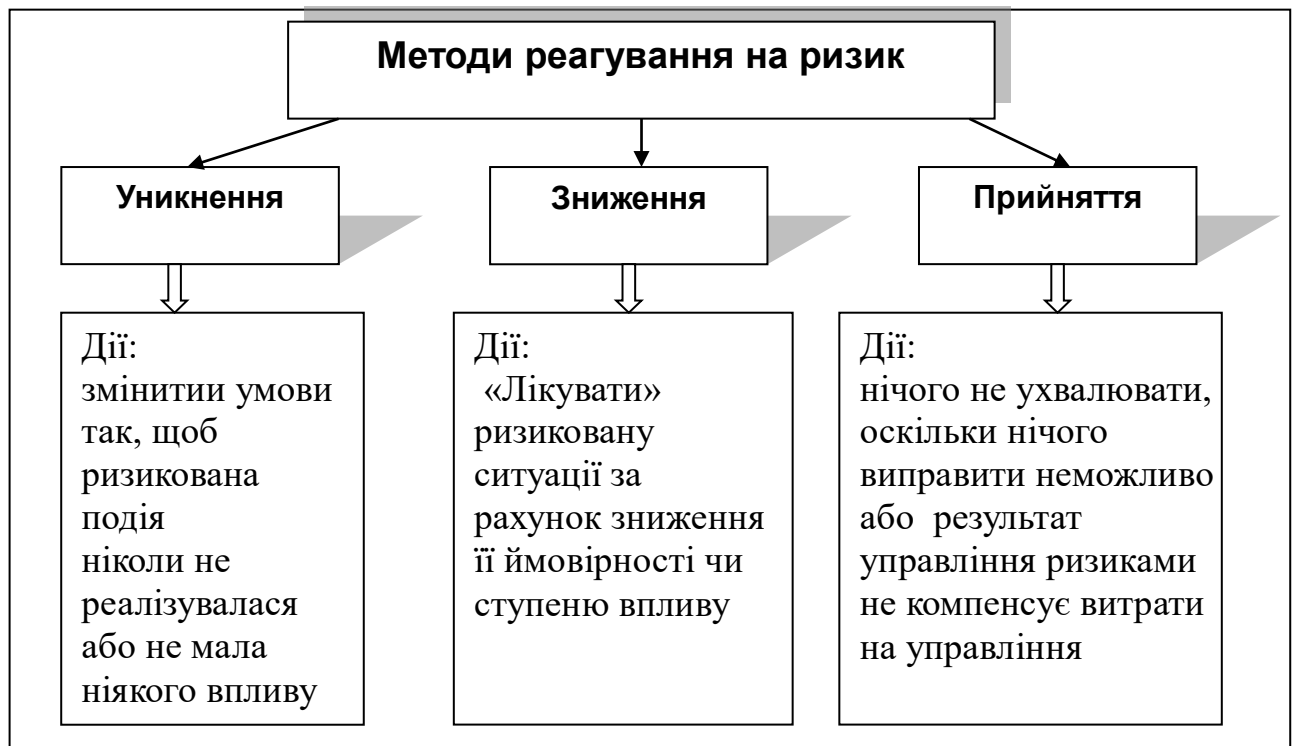 Методи реагування на ризик
Уникнення
Зниження
Прийняття
Дії:
змінитии умови
так, щоб
ризикована
подія
ніколи не
реалізувалася
або не мала
ніякого впливу
Дії:
«Лікувати»
ризиковану
ситуації за
рахунок зниження
її ймовірності чи
ступеню впливу
Дії:
нічого не ухвалювати,
оскільки нічого
виправити неможливо
або результат
управління ризиками
не компенсує витрати
на управління